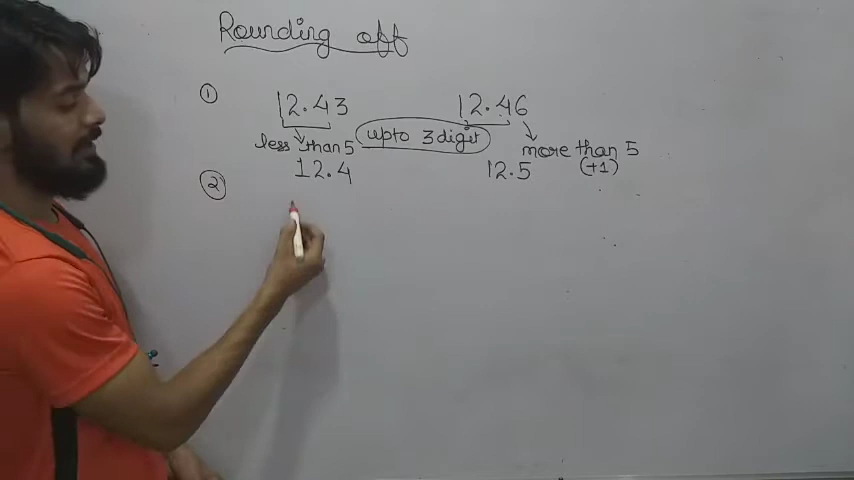 Rounding off
① 12.43 12.46
upto 3 digit
less than 5 more than 5
12.4 12.5 (+1)
②